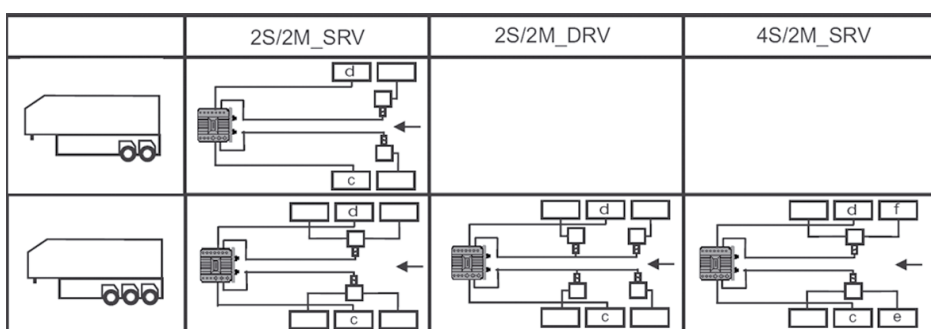 2S/2M_SRV 2S/2M_DRV 4S/2M_SRV
d
c
d d d f
c c c e